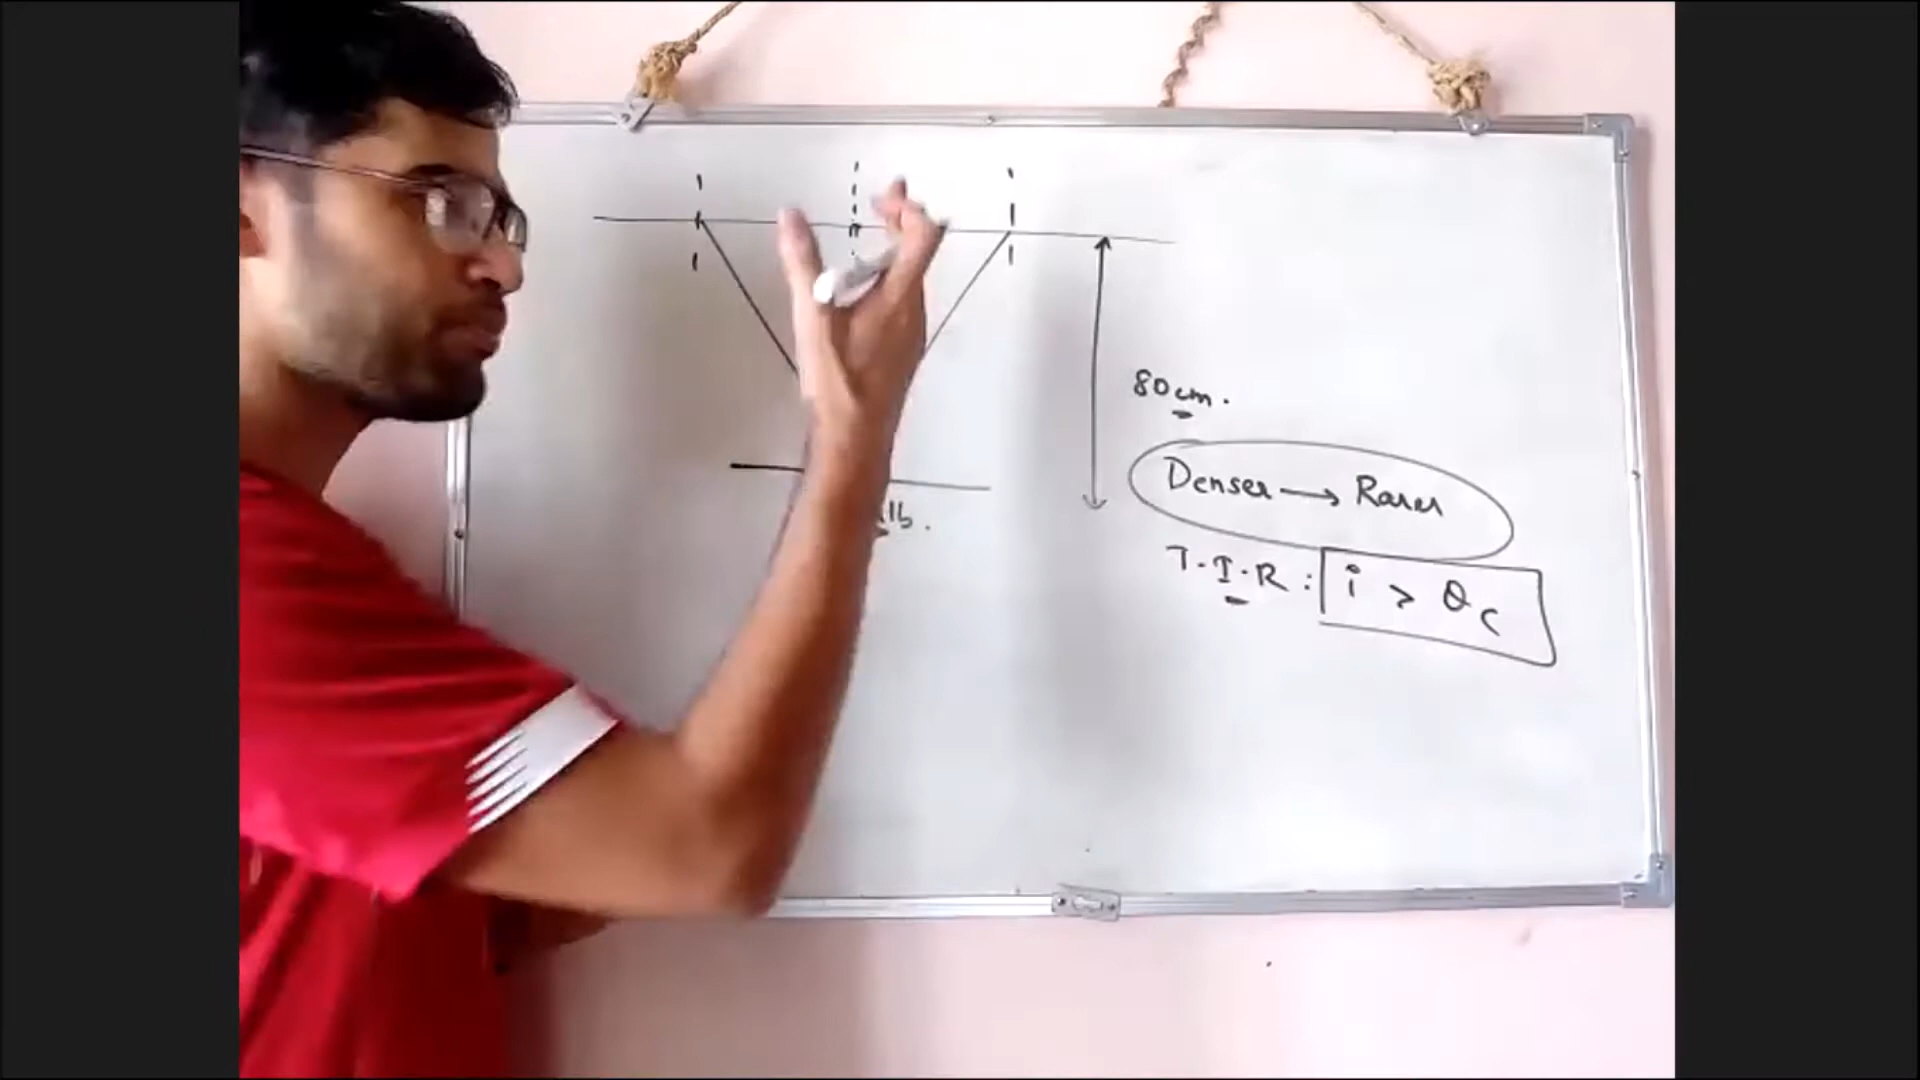 80cm.
Denser → Rarer
T.I.R : i > θc